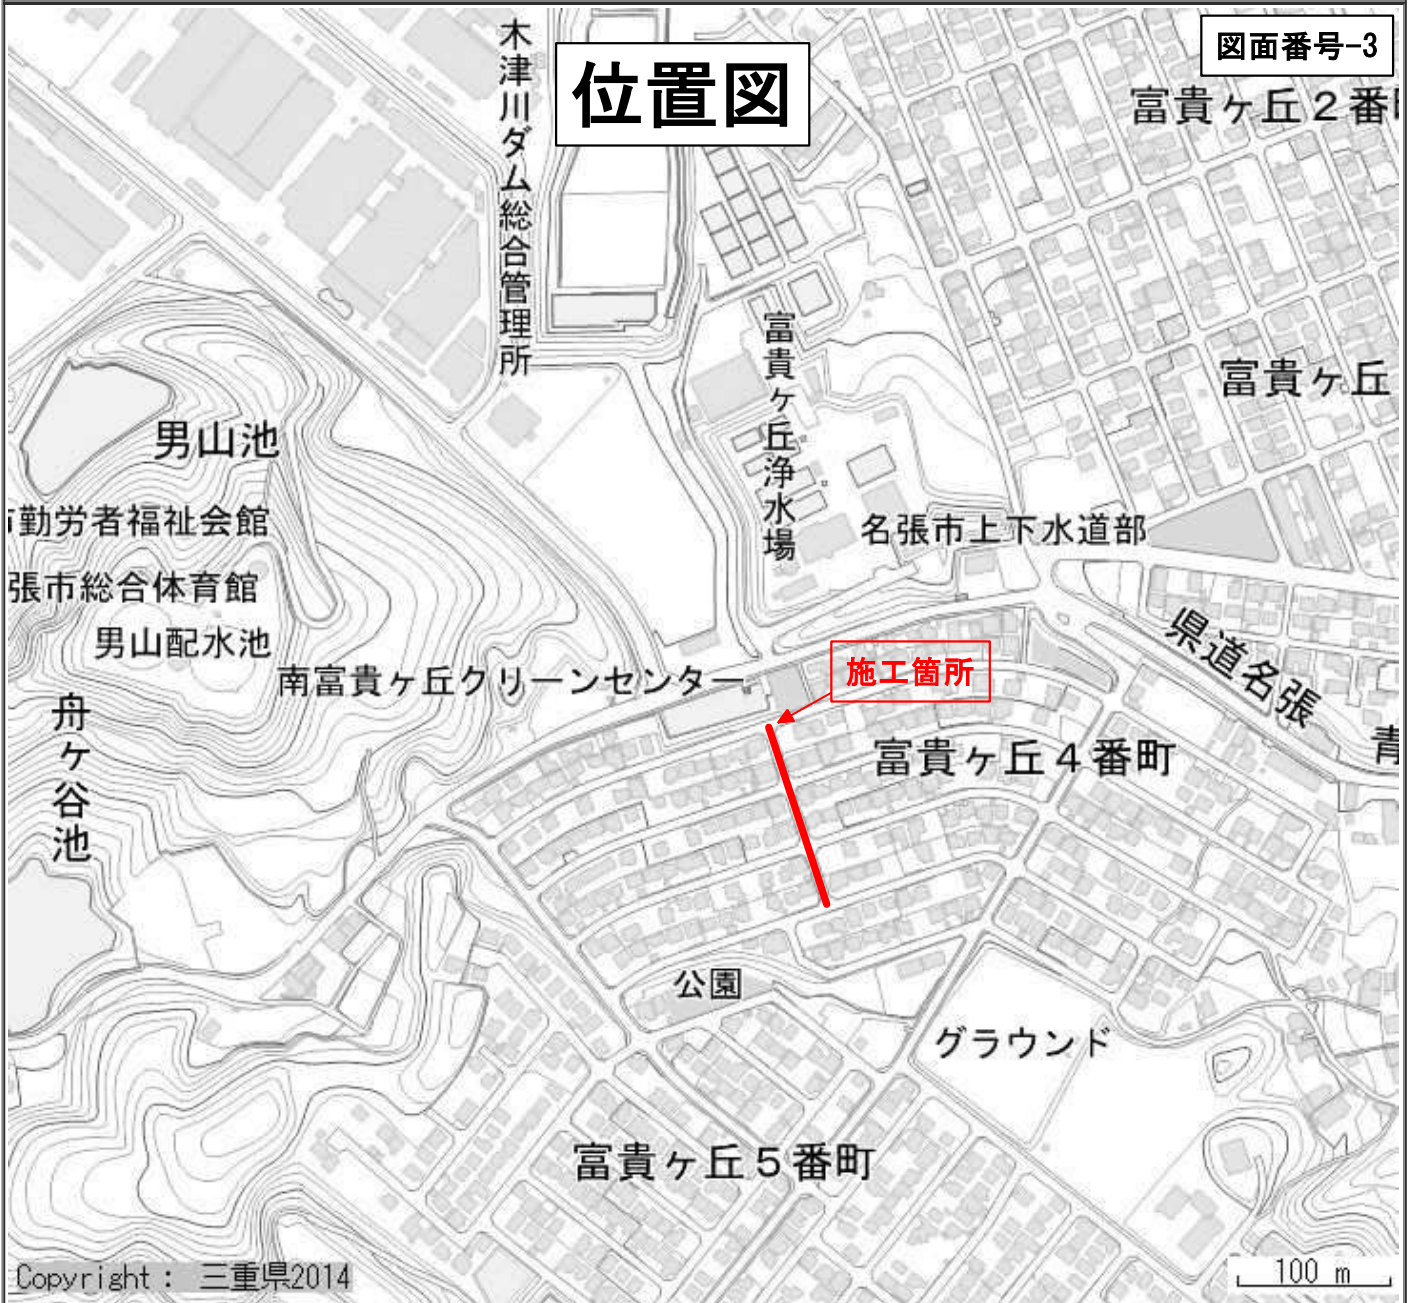 図面番号-3
位置図
木津川ダム総合管理所
富貴ヶ丘２番
富貴ヶ丘浄水場
富貴ヶ丘
男山池
勤労者福祉会館
名張市上下水道部
張市総合体育館
男山配水池
県道名張
南富貴ヶ丘クリーンセンター
施工箇所
舟ヶ谷池
富貴ヶ丘４番町
青
公園
グラウンド
富貴ヶ丘５番町
Copyright : 三重県2014
100 m